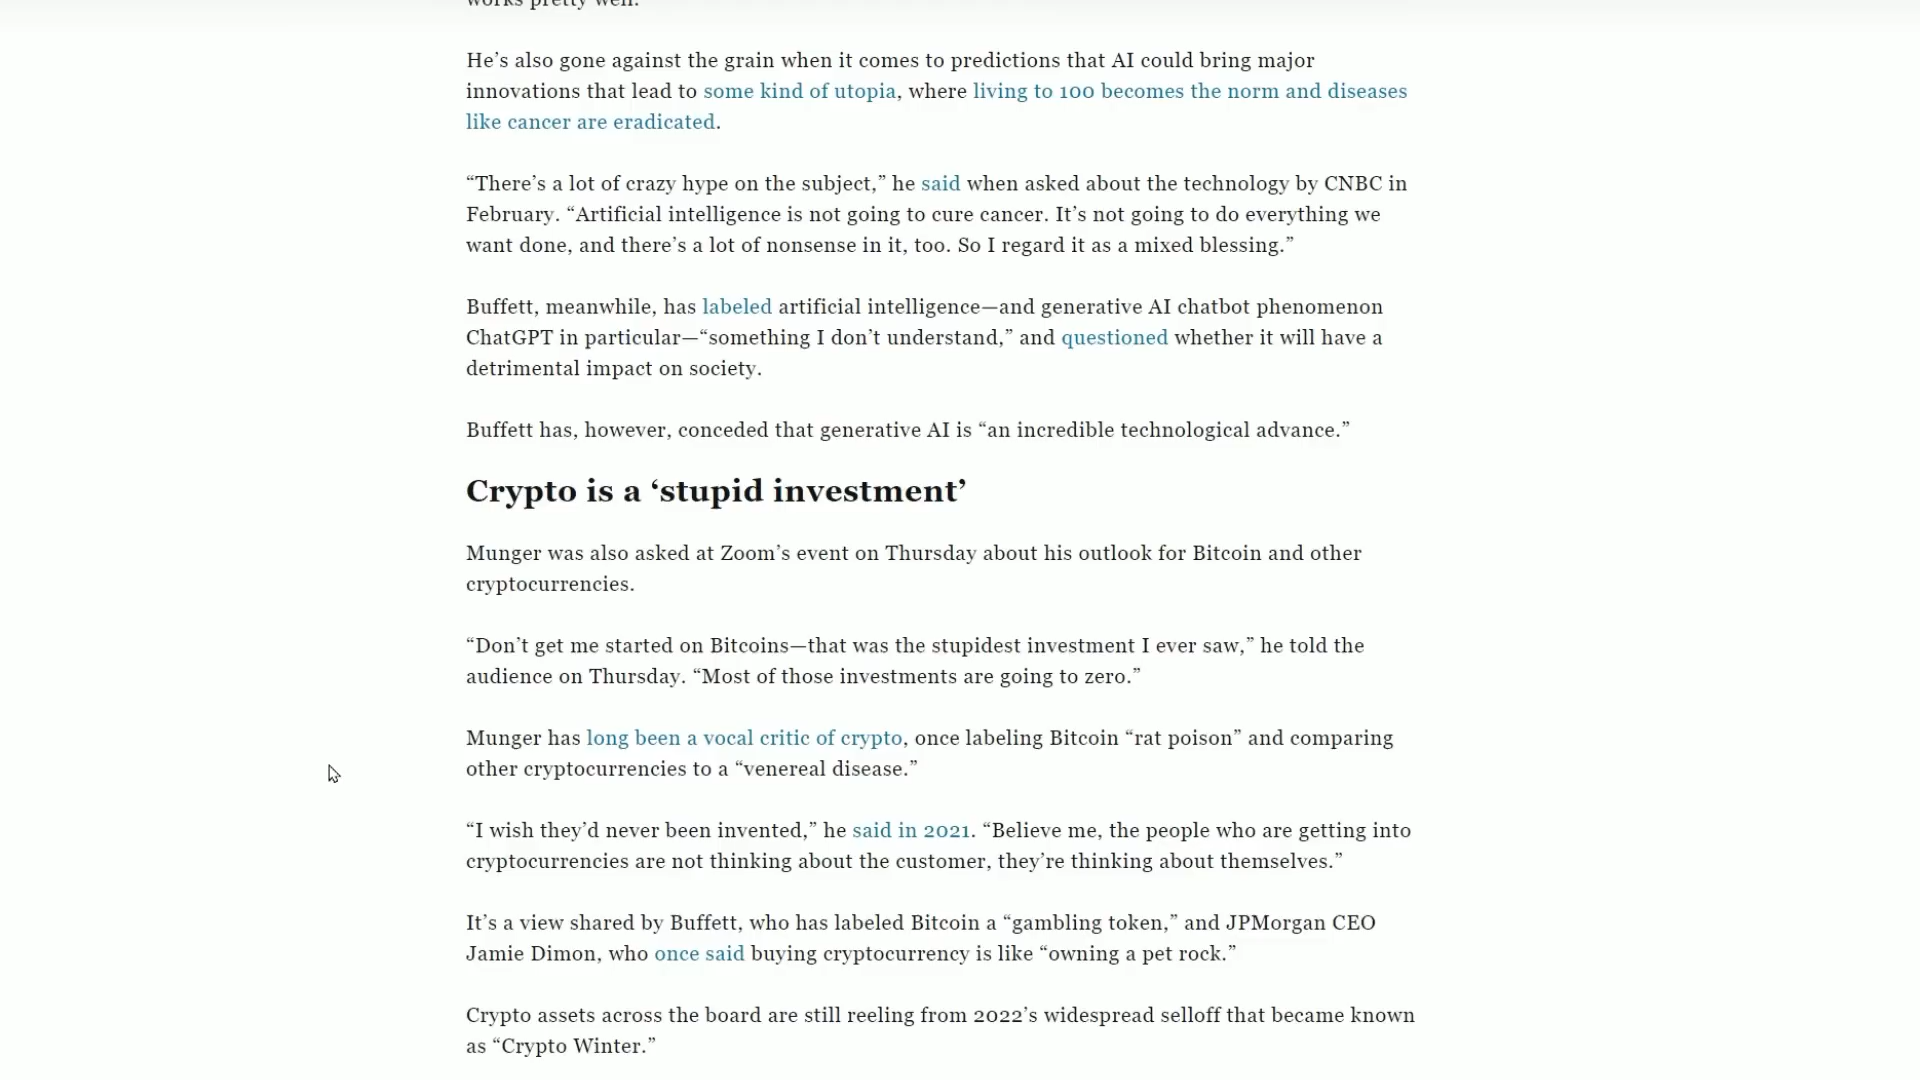 works pretty well.
He’s also gone against the grain when it comes to predictions that AI could bring major
innovations that lead to some kind of utopia, where living to 100 becomes the norm and diseases
like cancer are eradicated.
“There’s a lot of crazy hype on the subject,” he said when asked about the technology by CNBC in
February. “Artificial intelligence is not going to cure cancer. It’s not going to do everything we
want done, and there’s a lot of nonsense in it, too. So I regard it as a mixed blessing.”
Buffett, meanwhile, has labeled artificial intelligence—and generative AI chatbot phenomenon
ChatGPT in particular—“something I don’t understand,” and questioned whether it will have a
detrimental impact on society.
Buffett has, however, conceded that generative AI is “an incredible technological advance.”
Crypto is a ‘stupid investment’
Munger was also asked at Zoom’s event on Thursday about his outlook for Bitcoin and other
cryptocurrencies.
“Don’t get me started on Bitcoins—that was the stupidest investment I ever saw,” he told the
audience on Thursday. “Most of those investments are going to zero.”
Munger has long been a vocal critic of crypto, once labeling Bitcoin “rat poison” and comparing
other cryptocurrencies to a “venereal disease.”
“I wish they’d never been invented,” he said in 2021. “Believe me, the people who are getting into
cryptocurrencies are not thinking about the customer, they’re thinking about themselves.”
It’s a view shared by Buffett, who has labeled Bitcoin a “gambling token,” and JPMorgan CEO
Jamie Dimon, who once said buying cryptocurrency is like “owning a pet rock.”
Crypto assets across the board are still reeling from 2022’s widespread selloff that became known
as “Crypto Winter.”